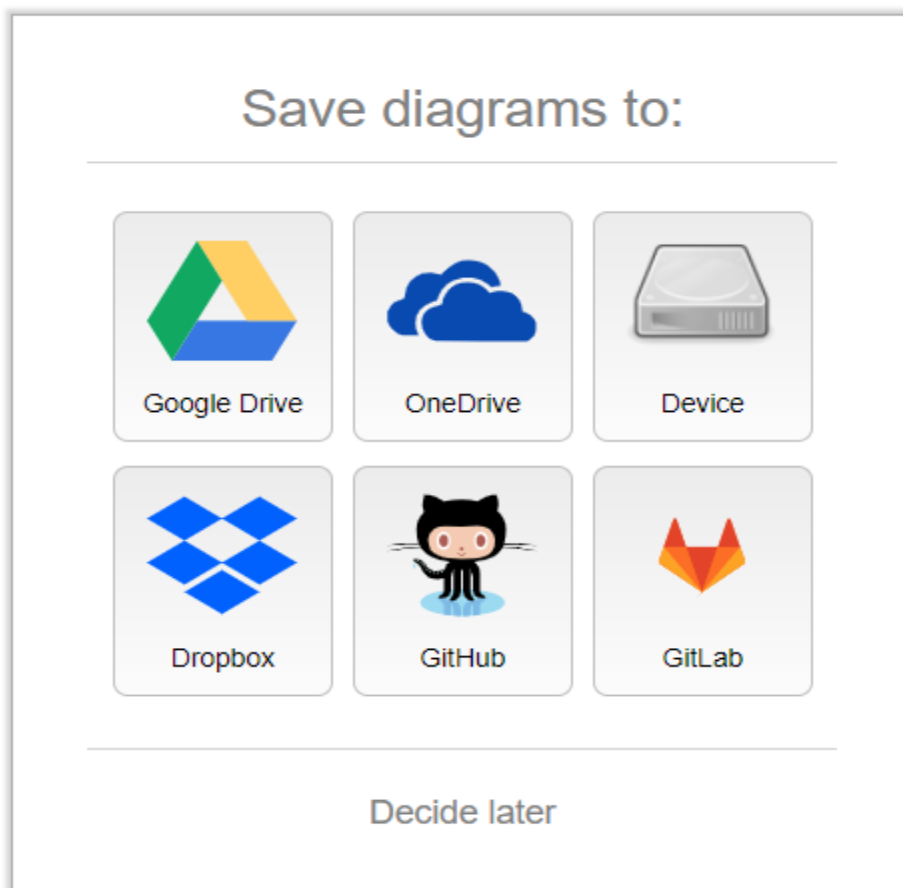 Save diagrams to:
Google Drive
OneDrive
Device
Dropbox
GitHub
GitLab
Decide later